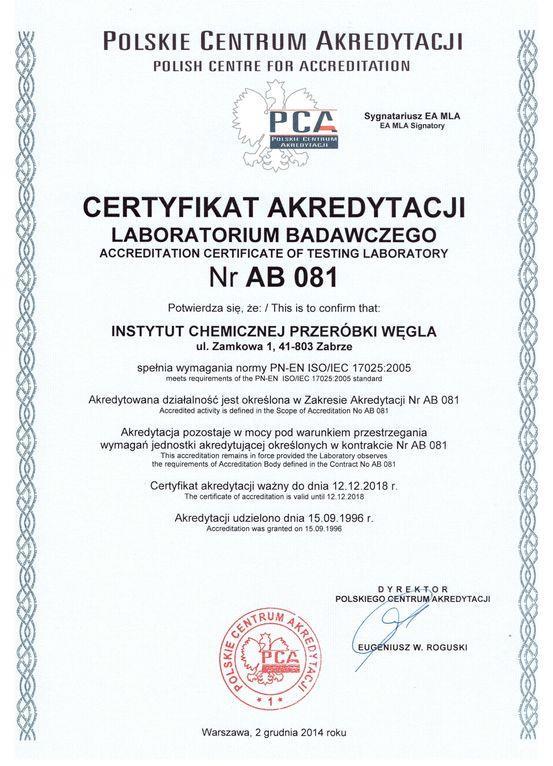 POLSKIE CENTRUM AKREDYTACJI
POLISH CENTRE FOR ACCREDITATION
PCA
POLSKIE CENTRUM
AKREDYTACJI
Sygnatariusz EA MLA
EA MLA Signatory
CERTYFIKAT AKREDYTACJI
LABORATORIUM BADAWCZEGO
ACCREDITATION CERTIFICATE OF TESTING LABORATORY
Nr AB 081
Potwierdza się, że: / This is to confirm that:
INSTYTUT CHEMICZNEJ PRZERÓBKI WĘGLA
ul. Zamkowa 1, 41-803 Zabrze
spełnia wymagania normy PN-EN ISO/IEC 17025:2005
meets requirements of the PN-EN ISO/IEC 17025:2005 standard
Akredytowana działalność jest określona w Zakresie Akredytacji Nr AB 081
Accredited activity is defined in the Scope of Accreditation No AB 081
Akredytacja pozostaje w mocy pod warunkiem przestrzegania
wymagań jednostki akredytującej określonych w kontrakcie Nr AB 081
This accreditation remains in force provided the Laboratory observes
the requirements of Accreditation Body defined in the Contract No AB 081
Certyfikat akredytacji ważny do dnia 12.12.2018 r.
The certificate of accreditation is valid until 12.12.2018
Akredytacji udzielono dnia 15.09.1996 r.
Accreditation was granted on 15.09.1996
DYREKTOR
POLSKIEGO CENTRUM AKREDYTACJI
EUGENIUSZ W. ROGUSKI
POLSKIE CENTRUM AKREDYTACJI
PCA
* 1 *
Warszawa, 2 grudnia 2014 roku